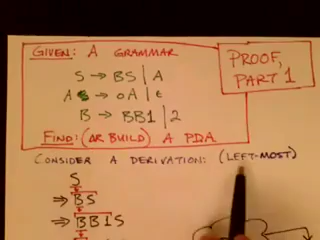 GIVEN: A GRAMMAR
S → BS | A
A → 0A | ε
B → BB1 | 2
FIND: (OR BUILD) A PDA
PROOF,
PART 1
CONSIDER A DERIVATION: (LEFT-MOST)
S
⇒ BS
⇒ BB1S
⇒